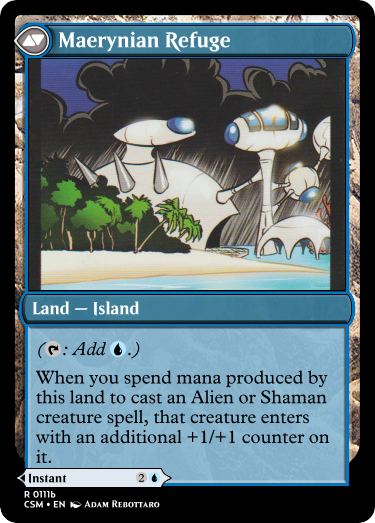 Maerynian Refuge
Land — Island
(: Add .)
When you spend mana produced by
this land to cast an Alien or Shaman
creature spell, that creature enters
with an additional +1/+1 counter on
it.
Instant 2
R 0111b
CSM • EN Adam Rebottaro